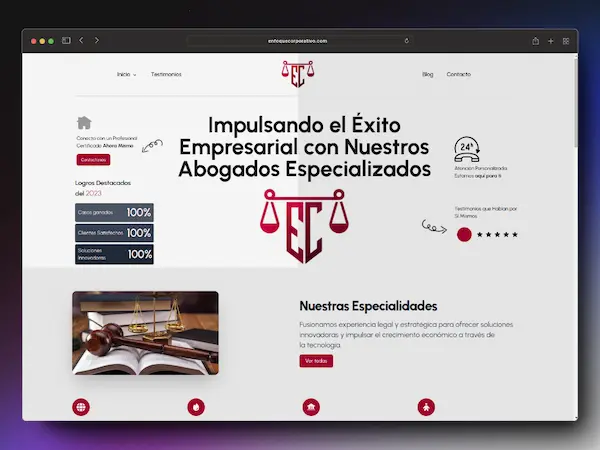 enfoquecorporativo.com
Inicio
Testimonios
EC
Blog
Contacto
Impulsando el Éxito
Empresarial con Nuestros
Abogados Especializados
Conecta con un Profesional
Certificado Ahora Mismo
Contáctanos
Logros Destacados
del 2023
Casos ganados 100%
Clientes Satisfechos 100%
Soluciones
Innovadoras 100%
EC
24h
Atención Personalizada
Estamos aquí para ti
Testimonios que Hablan por
Sí Mismos
Nuestras Especialidades
Fusionamos experiencia legal y estratégica para ofrecer soluciones
innovadoras y impulsar el crecimiento económico a través de
la tecnología.
Ver todas